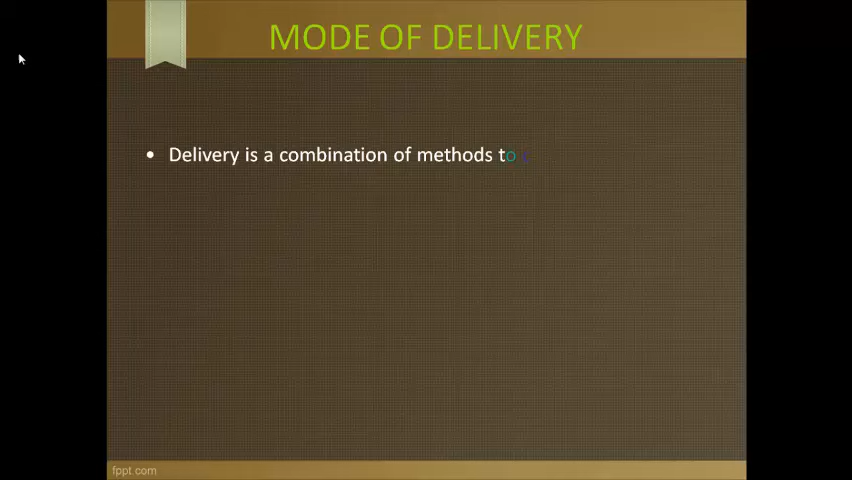 MODE OF DELIVERY
• Delivery is a combination of methods to
fppt.com